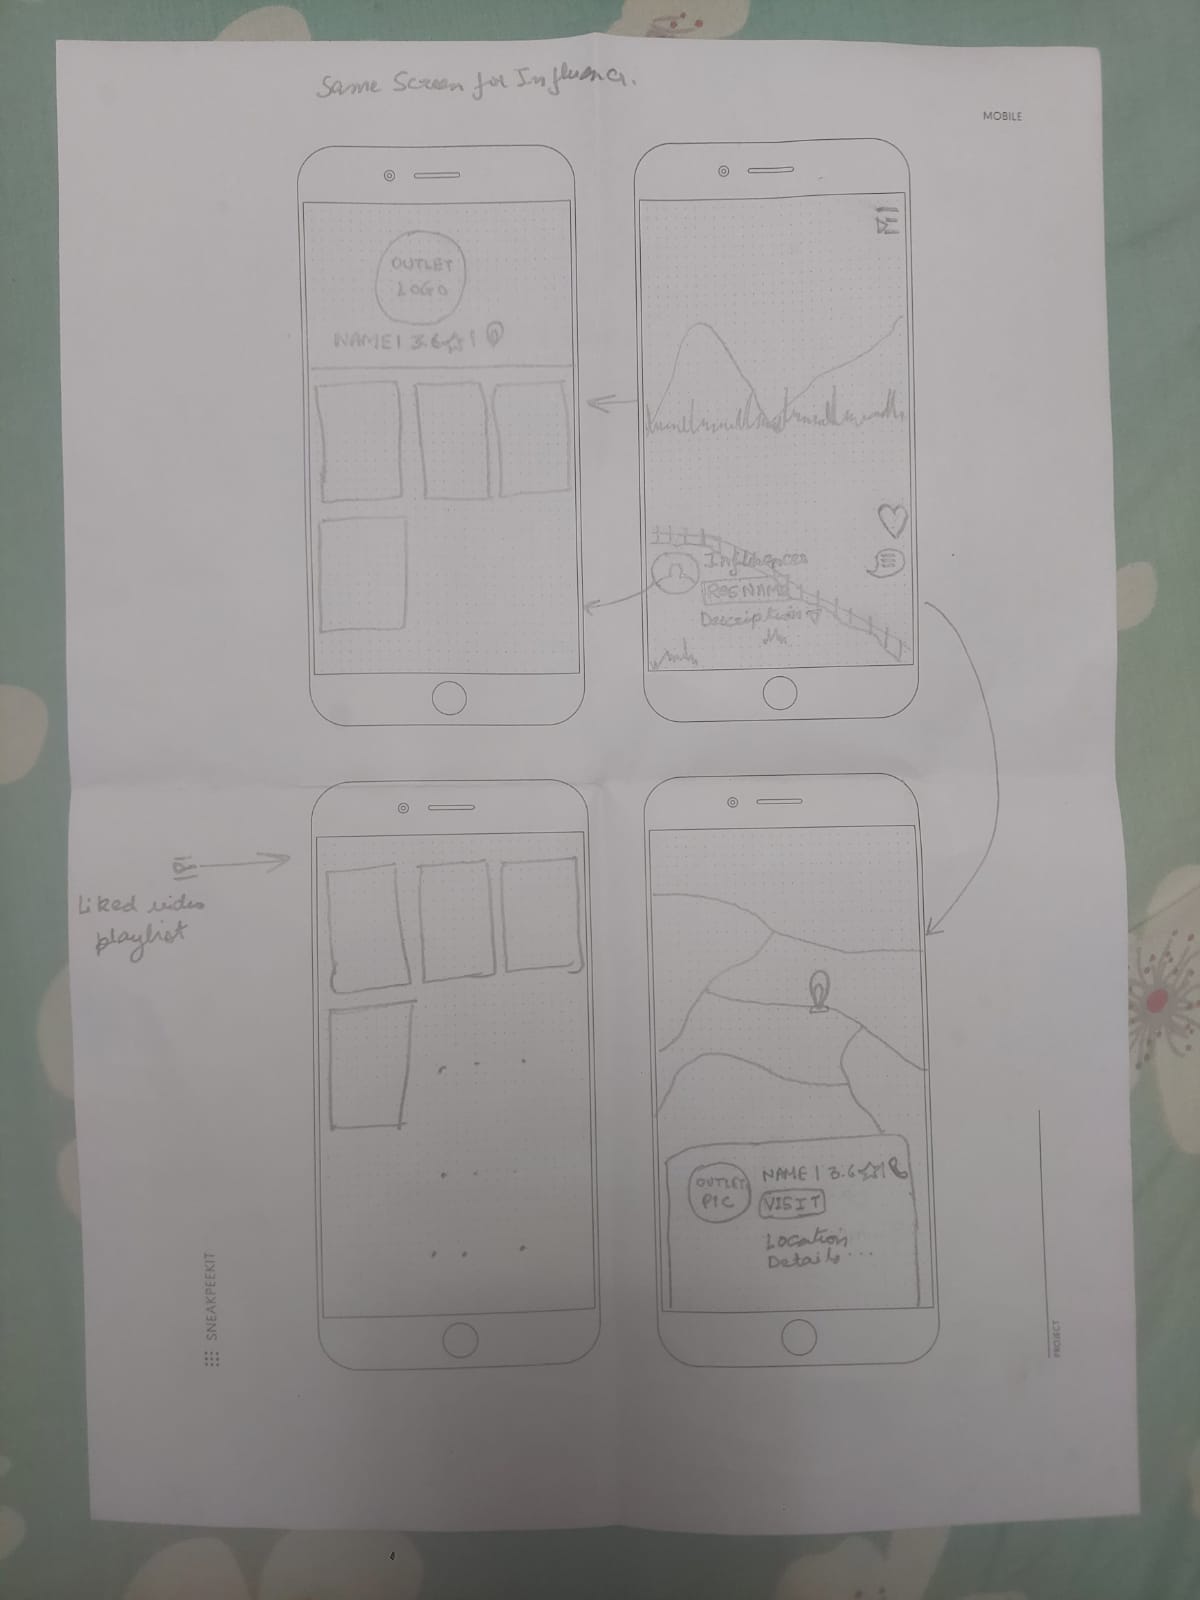 Same Screen for Influencer.
MOBILE
OUTLET
LOGO
NAME | 3.6☆ |
Influencer
RES NAME
Description
Liked video
playlist
OUTLET
PIC
NAME | 3.6☆ |
VISIT
Location
Details...
SNEAKPEEKIT
PROJECT